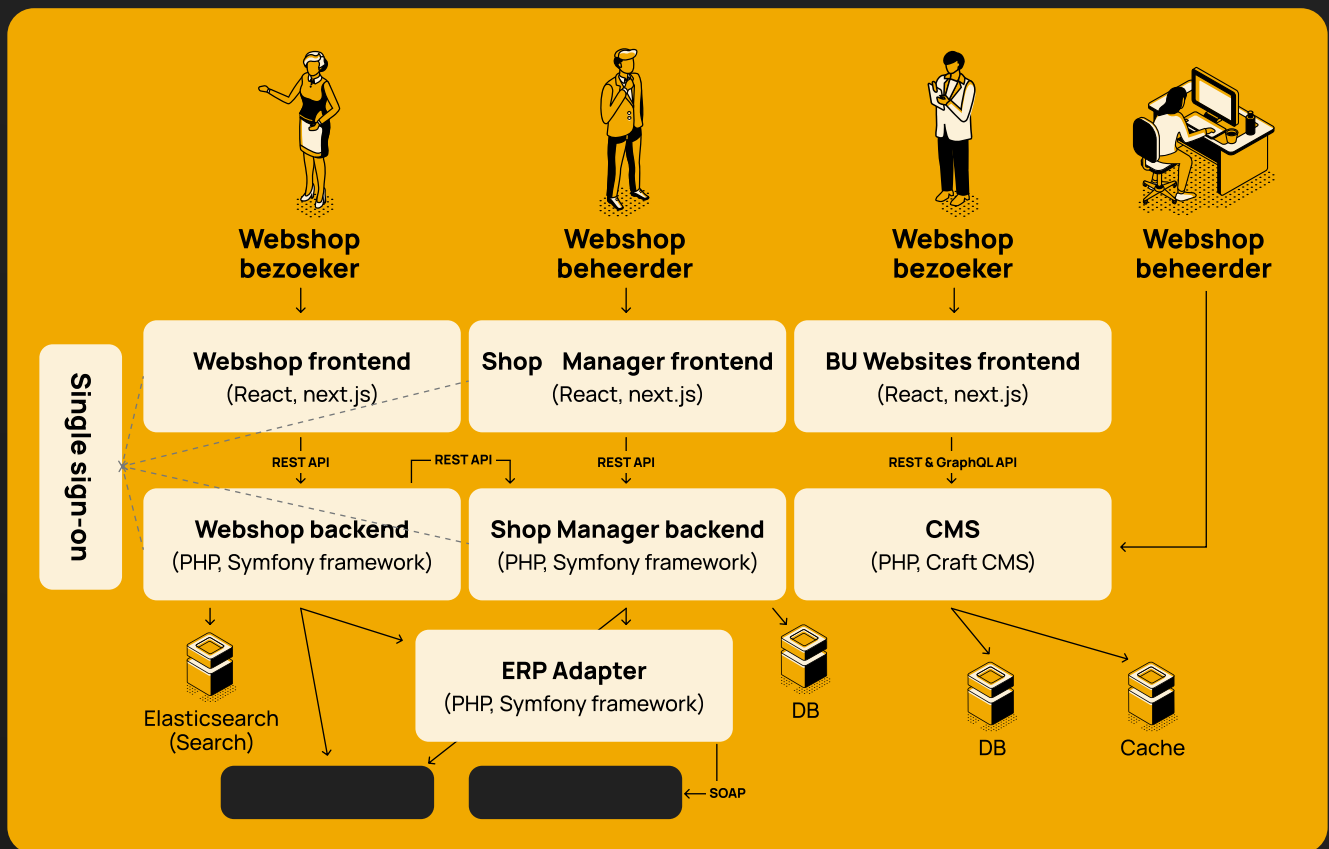 Webshop
bezoeker
Webshop
beheerder
Webshop
bezoeker
Webshop
beheerder
Single sign-on
Webshop frontend
(React, next.js)
Shop Manager frontend
(React, next.js)
BU Websites frontend
(React, next.js)
REST API
REST API
REST API
REST & GraphQL API
Webshop backend
(PHP, Symfony framework)
Shop Manager backend
(PHP, Symfony framework)
CMS
(PHP, Craft CMS)
ERP Adapter
(PHP, Symfony framework)
Elasticsearch
(Search)
DB
DB
Cache
SOAP